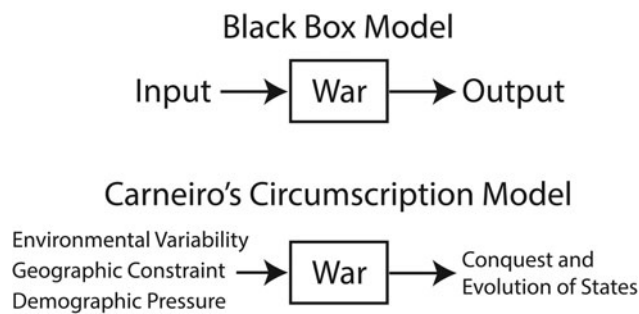 Black Box Model
Input War Output
Carneiro's Circumscription Model
Environmental Variability
Geographic Constraint
Demographic Pressure
War
Conquest and
Evolution of States